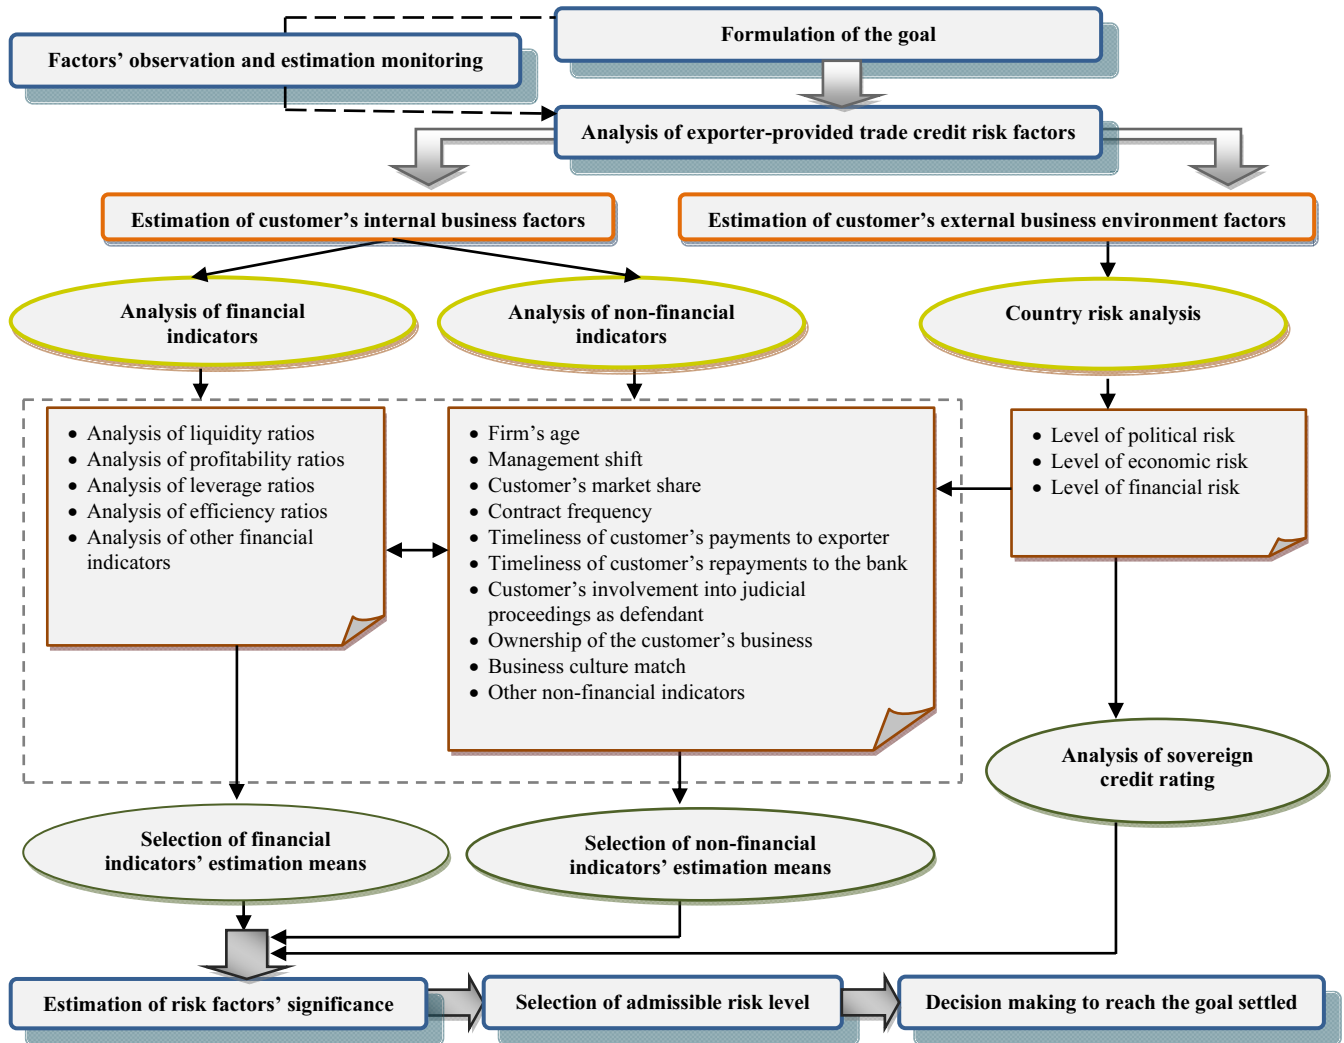 Formulation of the goal
Factors’ observation and estimation monitoring
Analysis of exporter-provided trade credit risk factors
Estimation of customer’s internal business factors
Estimation of customer’s external business environment factors
Analysis of financial
indicators
Analysis of non-financial
indicators
Country risk analysis
• Analysis of liquidity ratios
• Analysis of profitability ratios
• Analysis of leverage ratios
• Analysis of efficiency ratios
• Analysis of other financial
indicators
• Firm’s age
• Management shift
• Customer’s market share
• Contract frequency
• Timeliness of customer’s payments to exporter
• Timeliness of customer’s repayments to the bank
• Customer’s involvement into judicial
proceedings as defendant
• Ownership of the customer’s business
• Business culture match
• Other non-financial indicators
• Level of political risk
• Level of economic risk
• Level of financial risk
Analysis of sovereign
credit rating
Selection of financial
indicators’ estimation means
Selection of non-financial
indicators’ estimation means
Estimation of risk factors’ significance
Selection of admissible risk level
Decision making to reach the goal settled